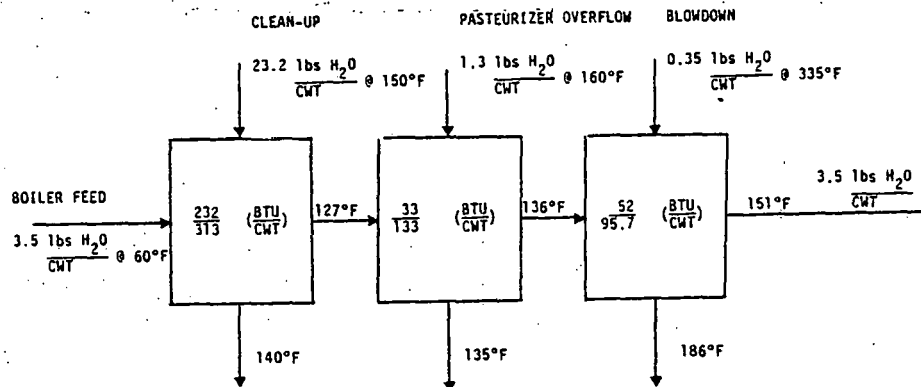 CLEAN-UP
PASTEURIZER OVERFLOW
BLOWDOWN
23.2 lbs H₂O
CWT @ 150°F
1.3 lbs H₂O
CWT @ 160°F
0.35 lbs H₂O
CWT @ 335°F
BOILER FEED
3.5 lbs H₂O
CWT @ 60°F
232
313
(BTU
CWT)
127°F
33
133
(BTU
CWT)
136°F
52
95.7
(BTU
CWT)
151°F
3.5 lbs H₂O
CWT
140°F
135°F
186°F